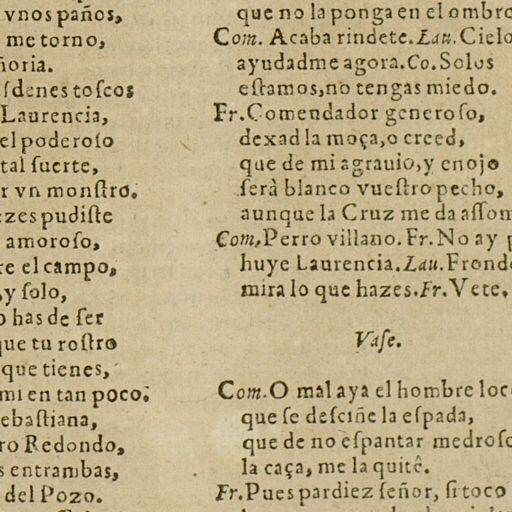 vnos paños,
me torno,
ñoria.
ſdenes toſcos
Laurencia,
el poderoſo
tal ſuerte,
r vn monſtro.
ezes pudiſte
amoroſo,
re el campo,
,y ſolo,
o has de ſer
que tu roſtro
que tienes,
mi en tan poco.
ebaſtiana,
ro Redondo,
s entrambas,
del Pozo.
que no la ponga en el ombro
Com. Acaba rindete. Lau. Cielo
ayudadme agora. Co. Solos
eſtamos, no tengas miedo.
Fr. Comendador generoſo,
dexad la moça, o creed,
que de mi agrauio, y enojo
ſerà blanco vueſtro pecho,
aunque la Cruz me da aſſom
Com, Perro villano. Fr. No ay p
huye Laurencia. Lau. Frondo
mira lo que hazes. Fr. Vete.
Vaſe.
Com. O mal aya el hombre loco
que ſe deſciñe la eſpada,
que de no eſpantar medroſo
la caça, me la quitè.
Fr. Pues pardiez ſeñor, ſi toco